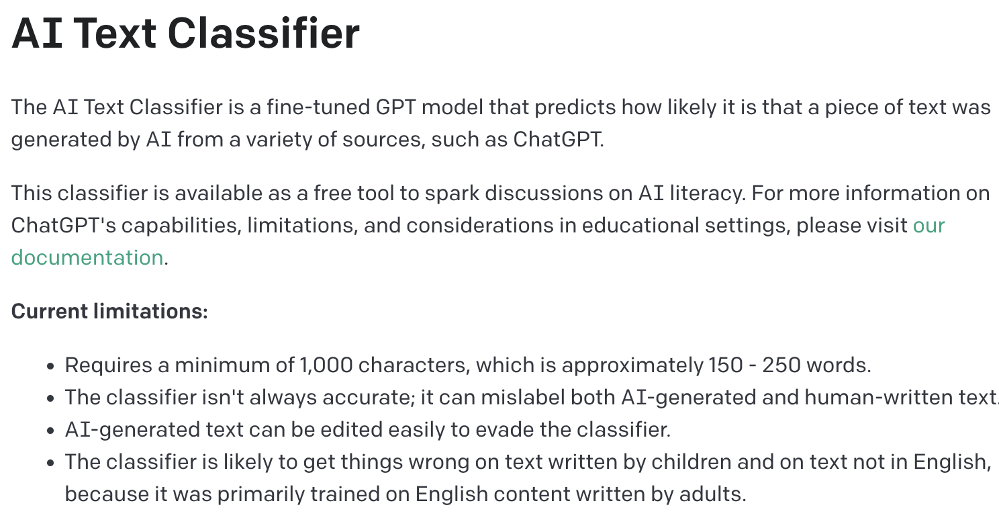 AI Text Classifier
The AI Text Classifier is a fine-tuned GPT model that predicts how likely it is that a piece of text was
generated by AI from a variety of sources, such as ChatGPT.
This classifier is available as a free tool to spark discussions on AI literacy. For more information on
ChatGPT's capabilities, limitations, and considerations in educational settings, please visit our
documentation.
Current limitations:
• Requires a minimum of 1,000 characters, which is approximately 150 - 250 words.
• The classifier isn't always accurate; it can mislabel both AI-generated and human-written text.
• AI-generated text can be edited easily to evade the classifier.
• The classifier is likely to get things wrong on text written by children and on text not in English,
because it was primarily trained on English content written by adults.